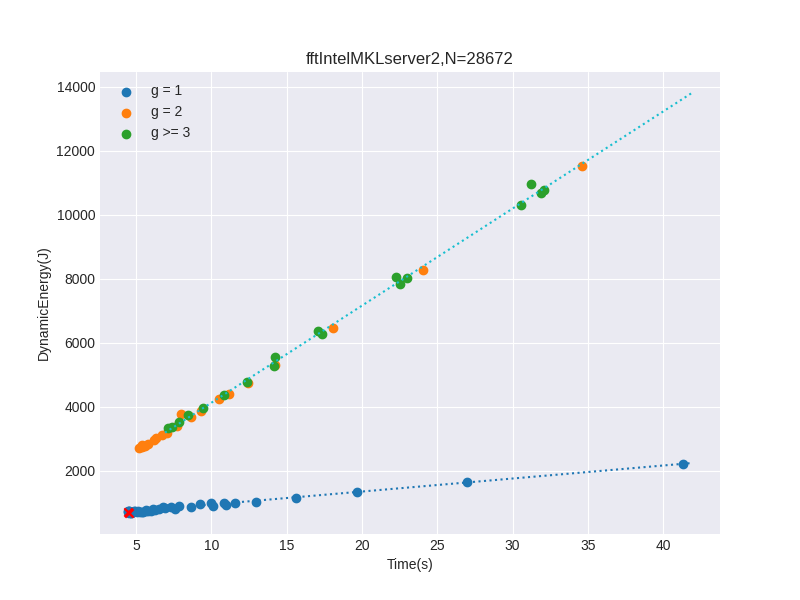 fftIntelMKLserver2,N=28672
g = 1
g = 2
g >= 3
14000
12000
10000
8000
6000
4000
2000
DynamicEnergy(J)
5 10 15 20 25 30 35 40
Time(s)